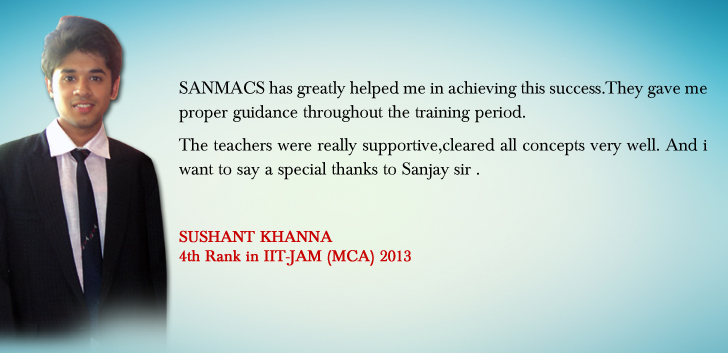 SANMACS has greatly helped me in achieving this success.They gave me
proper guidance throughout the training period.
The teachers were really supportive,cleared all concepts very well. And i
want to say a special thanks to Sanjay sir .
SUSHANT KHANNA
4th Rank in IIT-JAM (MCA) 2013